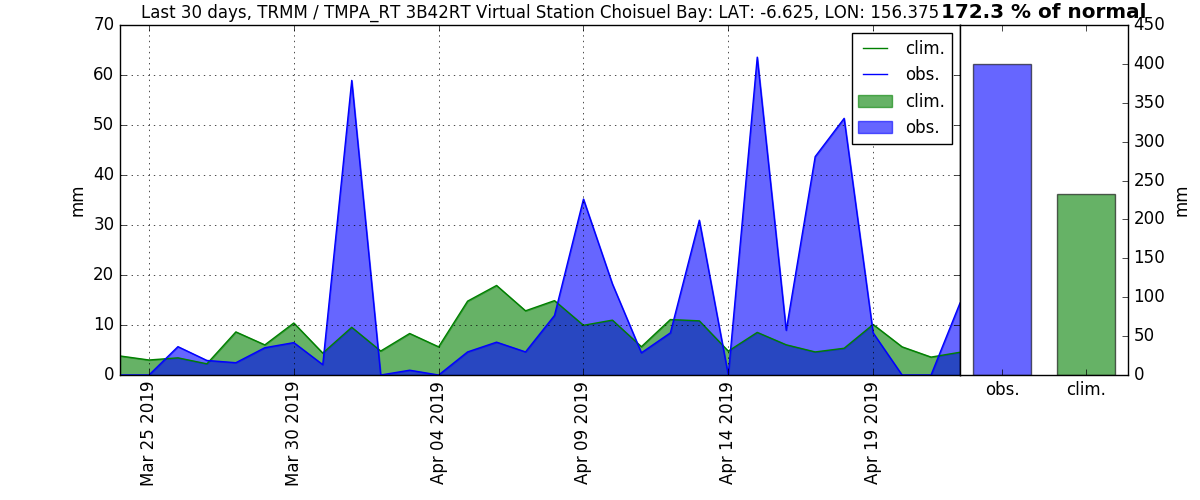 Last 30 days, TRMM / TMPA_RT 3B42RT Virtual Station Choisuel Bay: LAT: -6.625, LON: 156.375
172.3 % of normal
70
60
50
40
30
20
10
0
mm
clim.
obs.
clim.
obs.
Mar 25 2019
Mar 30 2019
Apr 04 2019
Apr 09 2019
Apr 14 2019
Apr 19 2019
450
400
350
300
250
200
150
100
50
0
mm
obs.
clim.